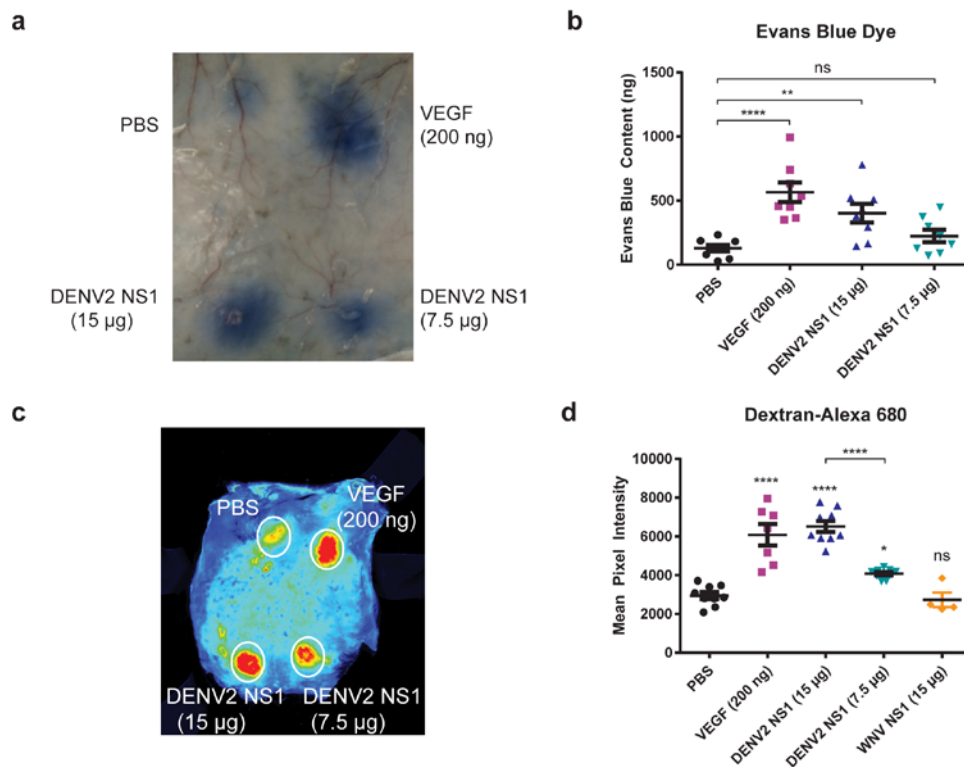 a
PBS
VEGF
(200 ng)
DENV2 NS1
(15 µg)
DENV2 NS1
(7.5 µg)
b
Evans Blue Dye
ns
**
****
1500
1000
500
0
Evans Blue Content (ng)
PBS
VEGF (200 ng)
DENV2 NS1 (15 µg)
DENV2 NS1 (7.5 µg)
c
PBS
VEGF
(200 ng)
DENV2 NS1
(15 µg)
DENV2 NS1
(7.5 µg)
d
Dextran-Alexa 680
****
****
****
*
ns
10000
8000
6000
4000
2000
0
Mean Pixel Intensity
PBS
VEGF (200 ng)
DENV2 NS1 (15 µg)
DENV2 NS1 (7.5 µg)
WNV NS1 (15 µg)